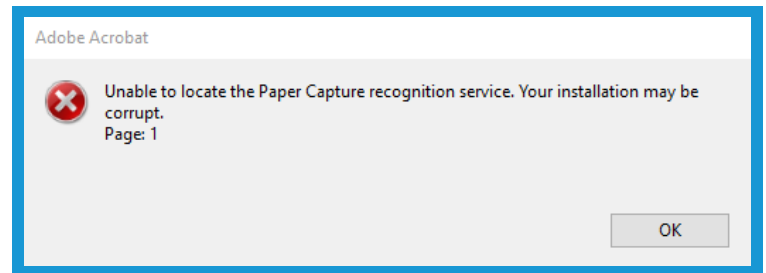 Adobe Acrobat
Unable to locate the Paper Capture recognition service. Your installation may be
corrupt.
Page: 1
OK